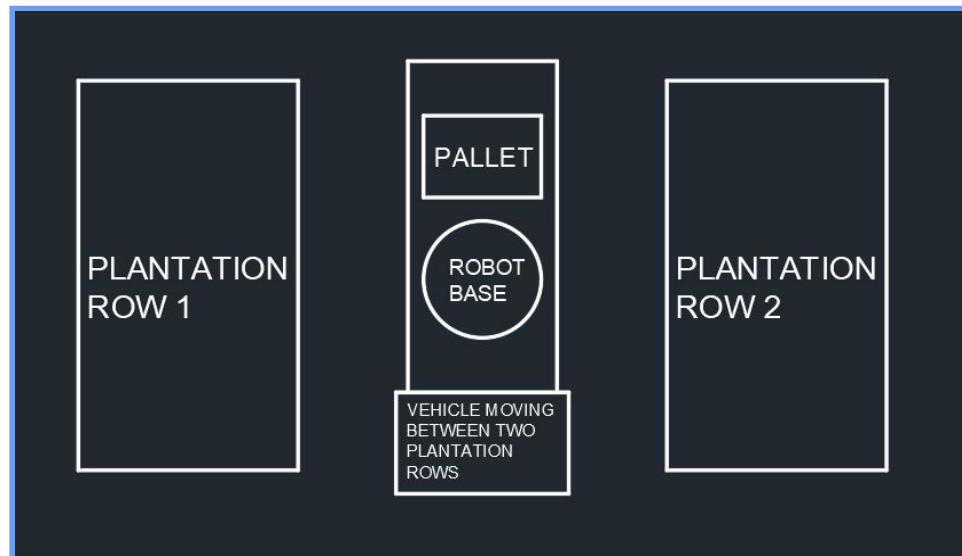 PALLET
PLANTATION
ROW 1
ROBOT
BASE
PLANTATION
ROW 2
VEHICLE MOVING
BETWEEN TWO
PLANTATION
ROWS